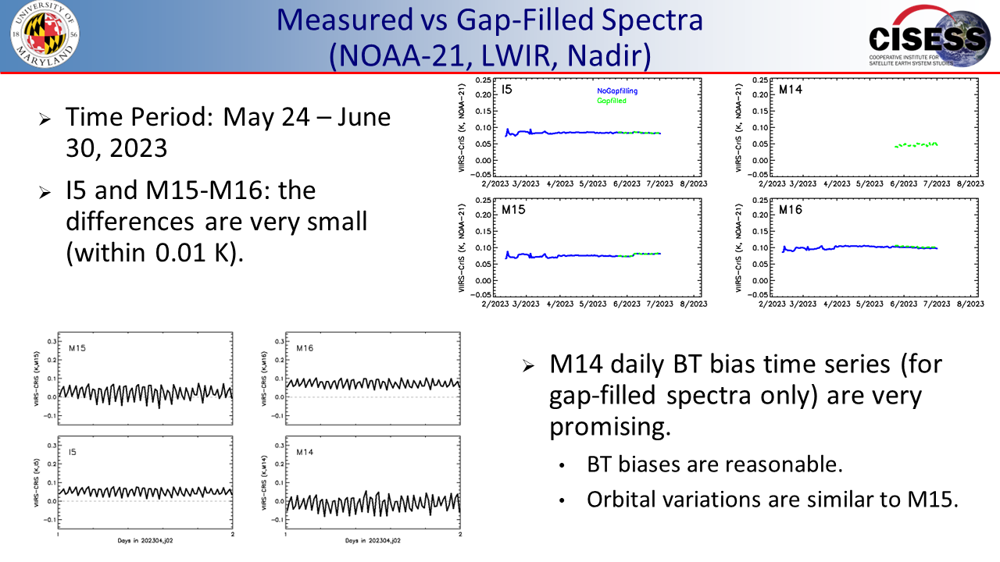 UNIVERSITY OF
18 56
MARYLAND
Measured vs Gap-Filled Spectra
(NOAA-21, LWIR, Nadir)
CISESS
COOPERATIVE INSTITUTE FOR
SATELLITE EARTH SYSTEM STUDIES
➢ Time Period: May 24 – June
30, 2023
➢ I5 and M15-M16: the
differences are very small
(within 0.01 K).
VIIRS-CrIS (K, NOAA-21)
0.25
0.20
0.15
0.10
0.05
0.00
-0.05
I5
NoGapfilling
Gapfilled
2/2023 3/2023 4/2023 5/2023 6/2023 7/2023 8/2023
VIIRS-CrIS (K, NOAA-21)
0.25
0.20
0.15
0.10
0.05
0.00
-0.05
M14
2/2023 3/2023 4/2023 5/2023 6/2023 7/2023 8/2023
VIIRS-CrIS (K, NOAA-21)
0.25
0.20
0.15
0.10
0.05
0.00
-0.05
M15
2/2023 3/2023 4/2023 5/2023 6/2023 7/2023 8/2023
VIIRS-CrIS (K, NOAA-21)
0.25
0.20
0.15
0.10
0.05
0.00
-0.05
M16
2/2023 3/2023 4/2023 5/2023 6/2023 7/2023 8/2023
VIIRS-CRIS (K,M15)
0.3
0.2
0.1
0.0
-0.1
M15
VIIRS-CRIS (K,M16)
0.3
0.2
0.1
0.0
-0.1
M16
VIIRS-CRIS (K,I5)
0.3
0.2
0.1
0.0
-0.1
I5
1 2
Days in 202304,j02
VIIRS-CRIS (K,M14)
0.3
0.2
0.1
0.0
-0.1
M14
1 2
Days in 202304,j02
➢ M14 daily BT bias time series (for
gap-filled spectra only) are very
promising.
• BT biases are reasonable.
• Orbital variations are similar to M15.